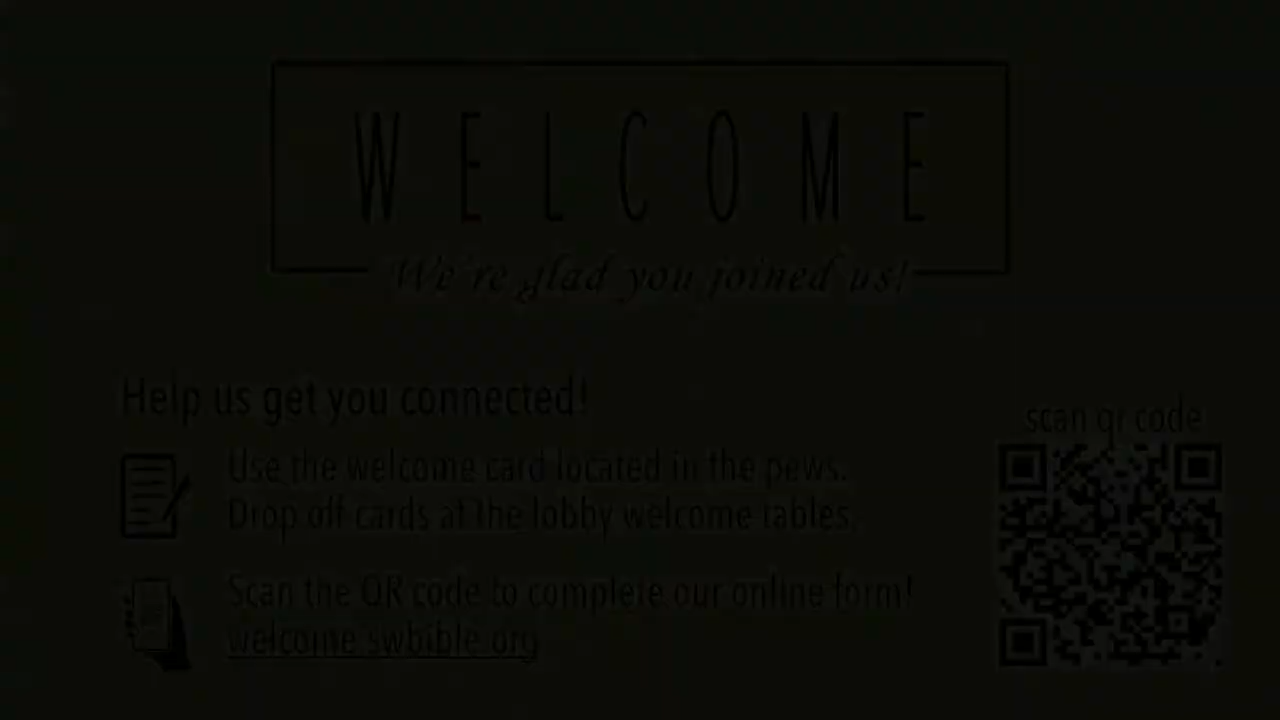 WELCOME
We're glad you joined us!
Help us get you connected!
Use the welcome card located in the pews.
Drop off cards at the lobby welcome tables.
Scan the QR code to complete our online form!
welcome.swbible.org
scan qr code